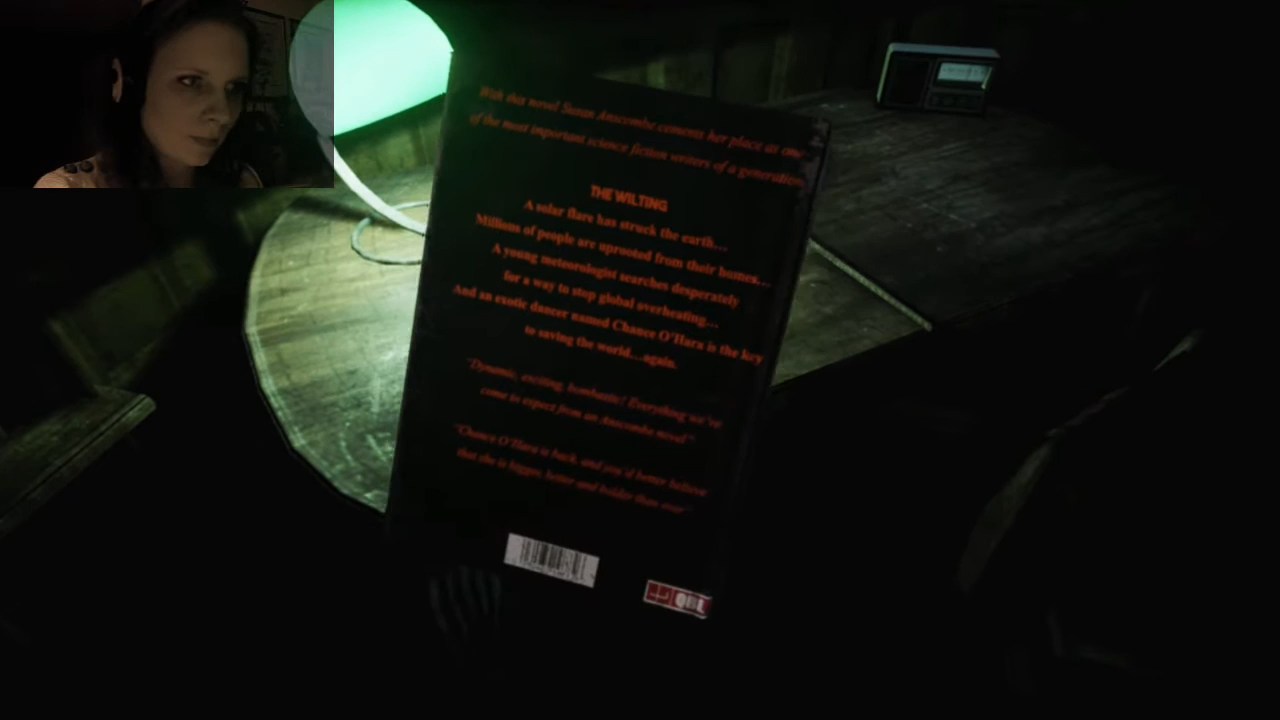 With this novel Susan Anscombe cements her place as one
of the most important science fiction writers of a generation.
THE WILTING
A solar flare has struck the earth...
Millions of people are uprooted from their homes...
A young meteorologist searches desperately
for a way to stop global overheating...
And an exotic dancer named Chance O'Hara is the key
to saving the world...again.
"Dynamic, exciting, bombastic! Everything we've
come to expect from an Anscombe novel"
"Chance O'Hara is back, and you'd better believe
that she is bigger, better and bolder than ever"